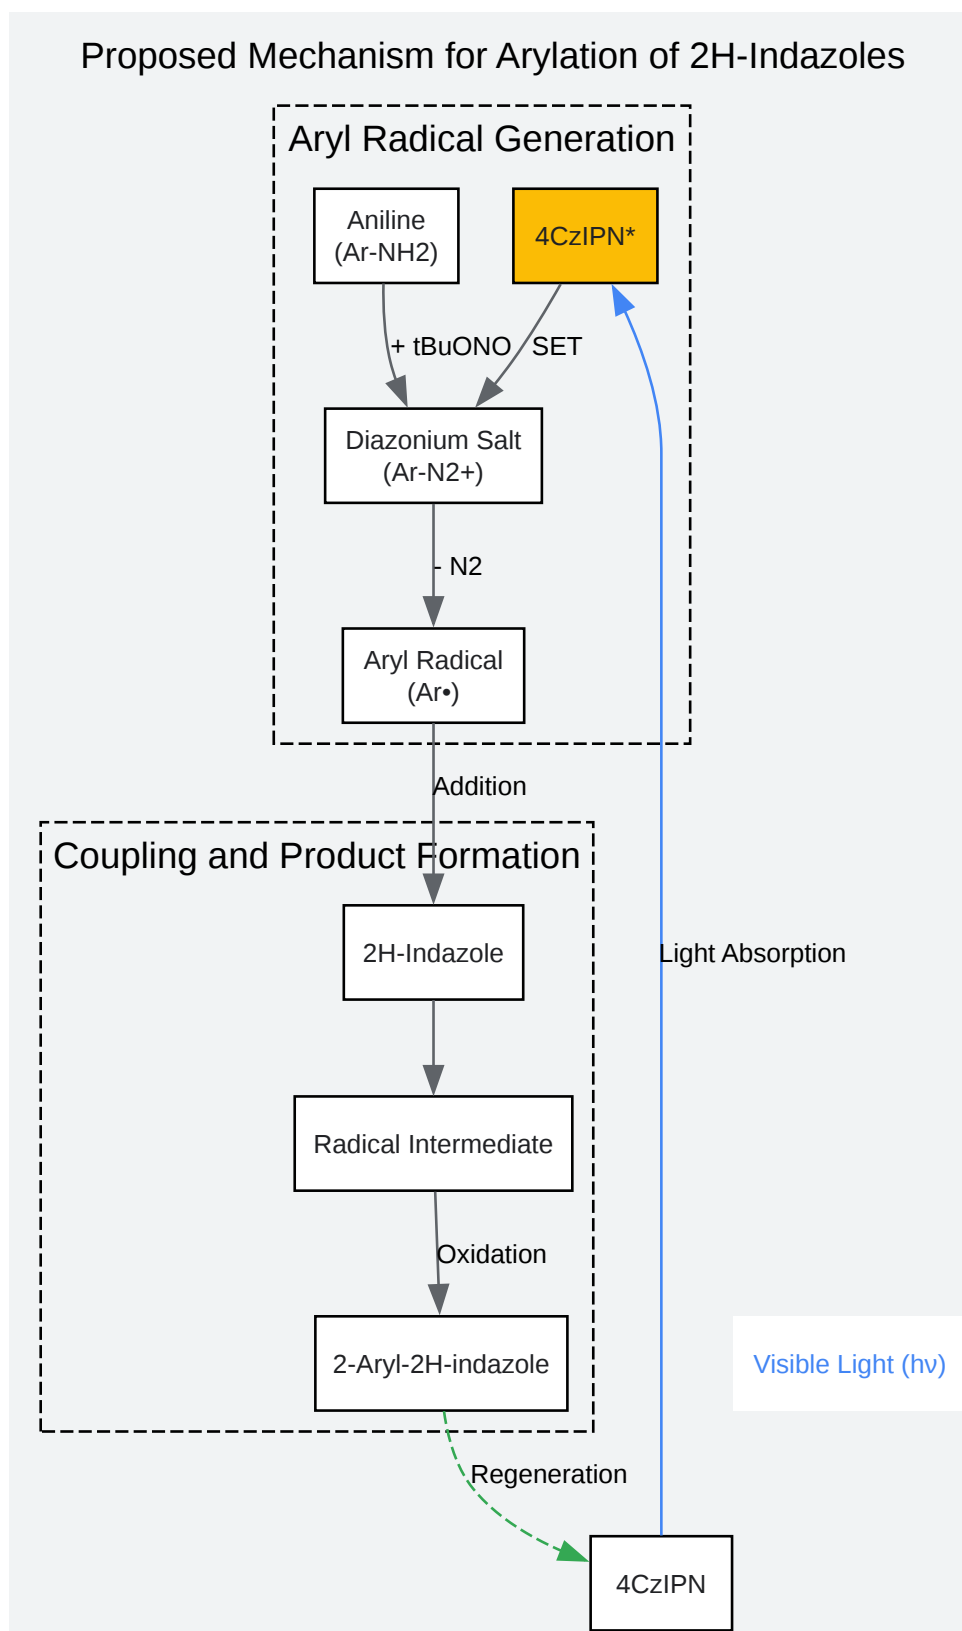 Proposed Mechanism for Arylation of 2H-Indazoles
Aryl Radical Generation
Aniline
(Ar-NH2)
4CzIPN*
+ tBuONO
SET
Diazonium Salt
(Ar-N2+)
- N2
Aryl Radical
(Ar•)
Addition
Coupling and Product Formation
2H-Indazole
Light Absorption
Radical Intermediate
Oxidation
2-Aryl-2H-indazole
Visible Light (hν)
Regeneration
4CzIPN